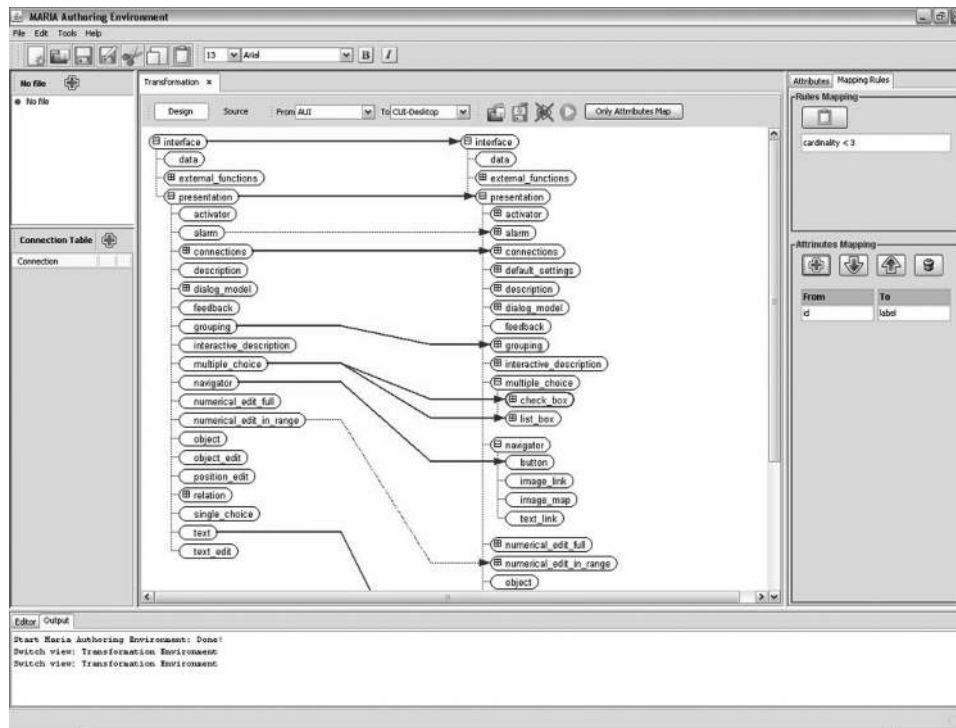 MARIA Authoring Environment
File Edit Tools Help
13 Arial B I
No file
No file
Connection Table
Connection
Transformation x
Design Source From AUI To CUI-Desktop Only Attributes Map
interface
data
external_functions
presentation
activator
alarm
connections
description
dialog_model
feedback
grouping
interactive_description
multiple_choice
navigator
numerical_edit_full
numerical_edit_in_range
object
object_edit
position_edit
relation
single_choice
text
text_edit
interface
data
external_functions
presentation
activator
alarm
connections
default_settings
description
dialog_model
feedback
grouping
interactive_description
multiple_choice
check_box
list_box
navigator
button
image_link
image_map
text_link
numerical_edit_full
numerical_edit_in_range
object
Attributes Mapping Rules
Rules Mapping
cardinality < 3
Attrinutes Mapping
From To
id label
Editor Output
Start Maria Authoring Environment: Done!
Switch view: Transformation Environment
Switch view: Transformation Environment